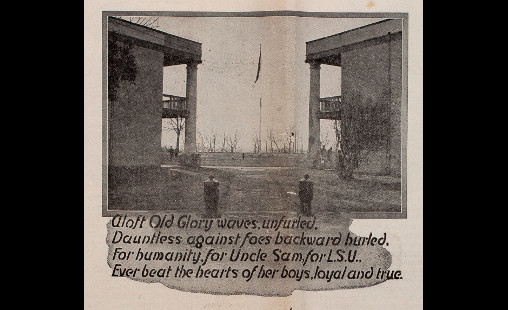 Aloft Old Glory waves, unfurled,
Dauntless against foes backward hurled,
For humanity, for Uncle Sam, for L.S.U.,
Ever beat the hearts of her boys, loyal and true.